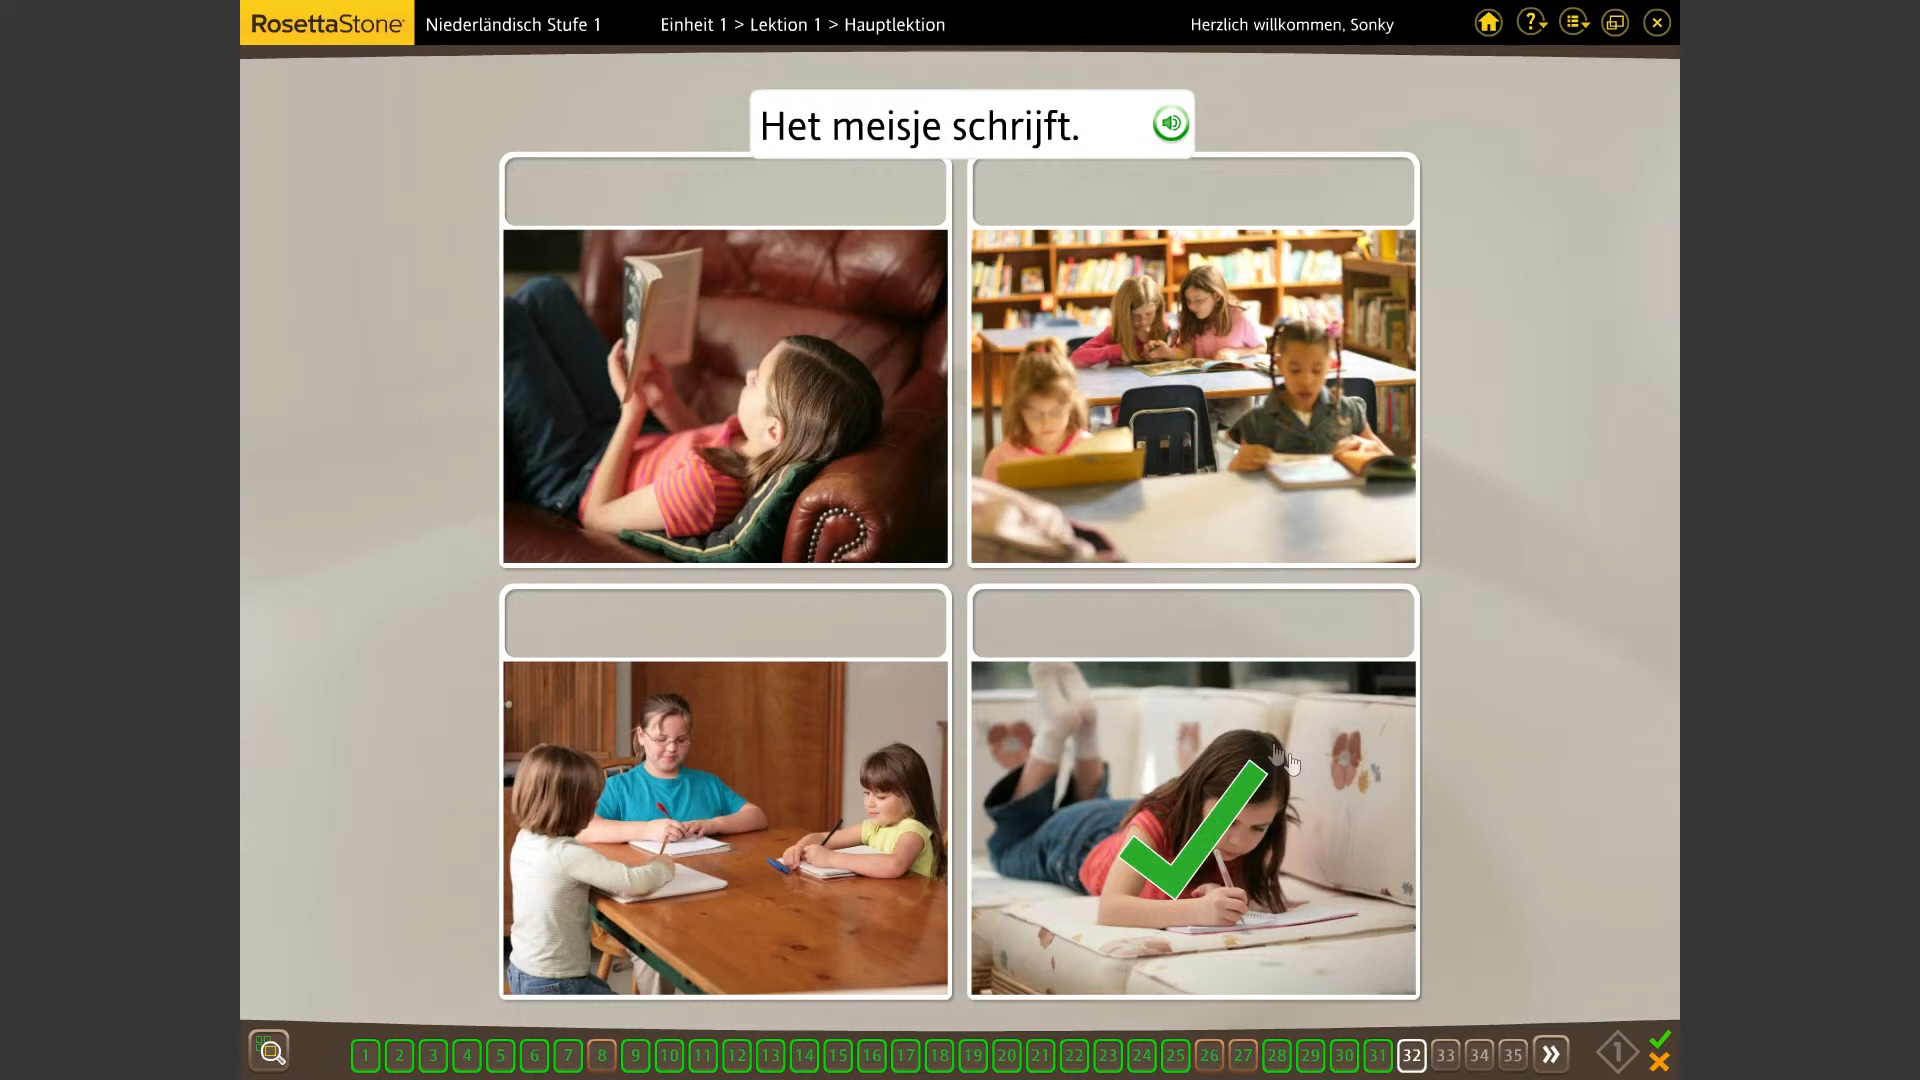 RosettaStone
Niederländisch Stufe 1
Einheit 1 > Lektion 1 > Hauptlektion
Herzlich willkommen, Sonky
?
Het meisje schrijft.
1 2 3 4 5 6 7 8 9 10 11 12 13 14 15 16 17 18 19 20 21 22 23 24 25 26 27 28 29 30 31 32 33 34 35
1